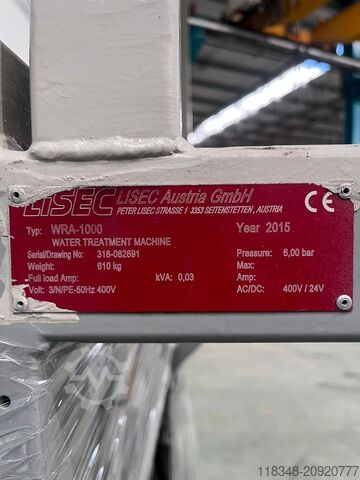 LISEC LISEC Austria GmbH
PETER LISEC STRASSE 1 3353 SEITENSTETTEN, AUSTRIA
CE
Typ: WRA-1000 Year 2015
WATER TREATMENT MACHINE
Serial/Drawing No: 318-082691 Pressure: 6,00 bar
Weight: 610 kg Max:
Full load Amp: kVA: 0,03 Amp:
Volt: 3/N/PE-50Hz 400V AC/DC: 400V / 24V
118348-20920777